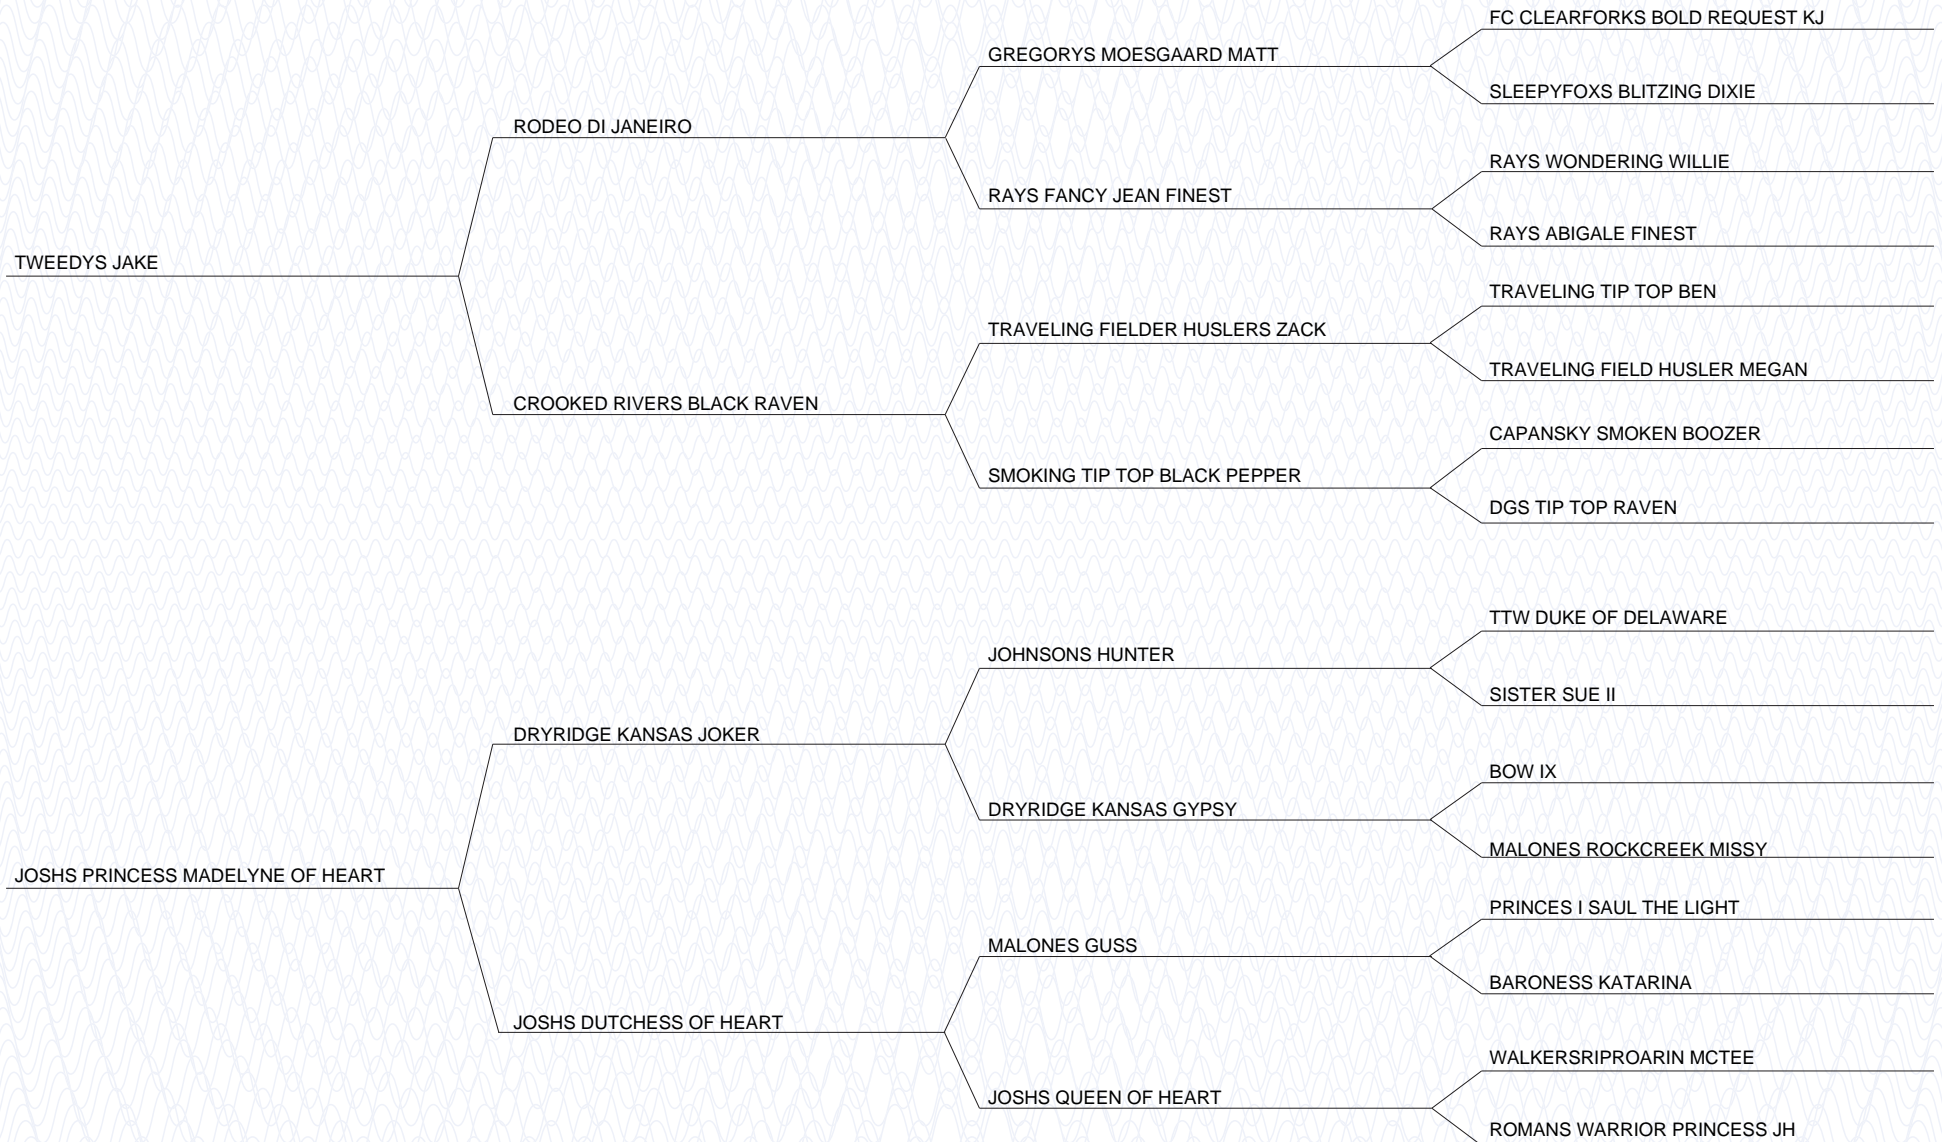 FC CLEARFORKS BOLD REQUEST KJ
GREGORYS MOESGAARD MATT
SLEEPYFOXS BLITZING DIXIE
RODEO DI JANEIRO
RAYS WONDERING WILLIE
RAYS FANCY JEAN FINEST
RAYS ABIGALE FINEST
TWEEDYS JAKE
TRAVELING TIP TOP BEN
TRAVELING FIELDER HUSLERS ZACK
TRAVELING FIELD HUSLER MEGAN
CROOKED RIVERS BLACK RAVEN
CAPANSKY SMOKEN BOOZER
SMOKING TIP TOP BLACK PEPPER
DGS TIP TOP RAVEN
TTW DUKE OF DELAWARE
JOHNSONS HUNTER
SISTER SUE II
DRYRIDGE KANSAS JOKER
BOW IX
DRYRIDGE KANSAS GYPSY
MALONES ROCKCREEK MISSY
JOSHS PRINCESS MADELYNE OF HEART
PRINCES I SAUL THE LIGHT
MALONES GUSS
BARONESS KATARINA
JOSHS DUTCHESS OF HEART
WALKERSRIPROARIN MCTEE
JOSHS QUEEN OF HEART
ROMANS WARRIOR PRINCESS JH